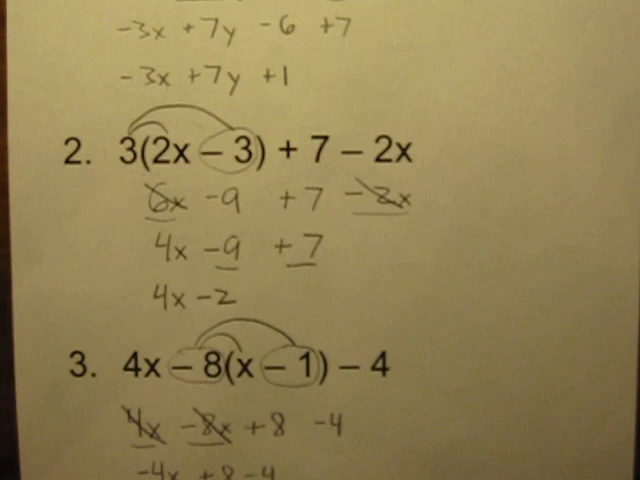 -3x +7y -6 +7
-3x +7y +1
2. 3(2x – 3) + 7 – 2x
6x -9 +7 -2x
4x -9 +7
4x -2
3. 4x – 8(x – 1) – 4
4x -8x +8 -4
-4x +8 -4